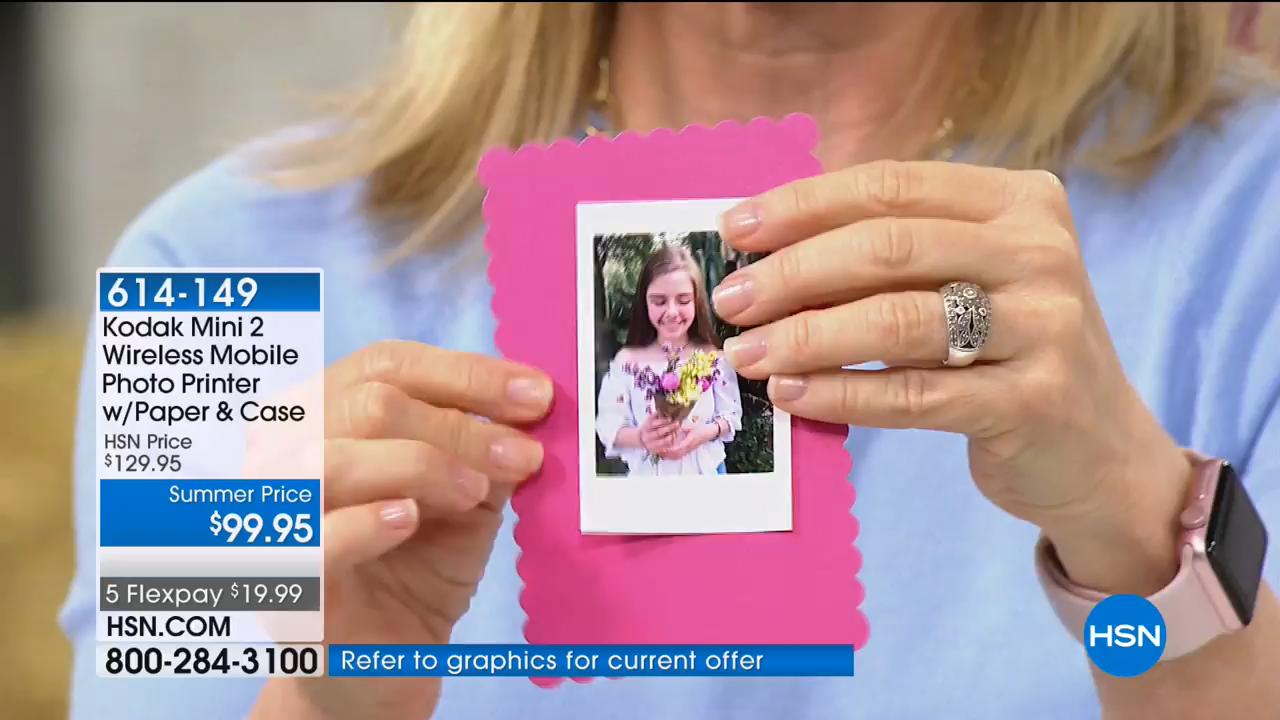 614-149
Kodak Mini 2
Wireless Mobile
Photo Printer
w/Paper & Case
HSN Price
$129.95
Summer Price
$99.95
5 Flexpay $19.99
HSN.COM
800-284-3100
Refer to graphics for current offer
HSN